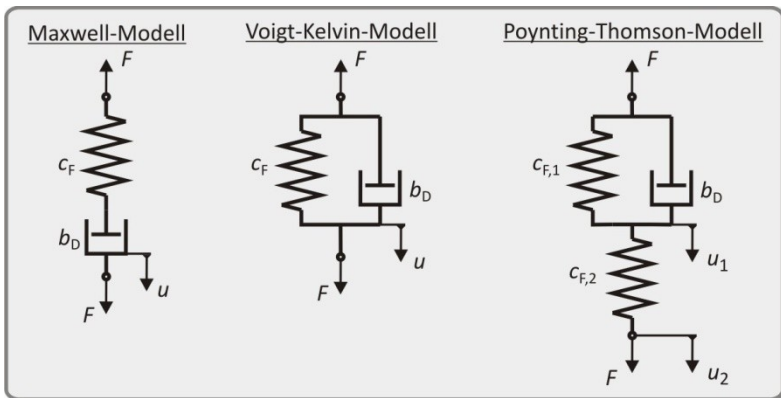 Maxwell-Modell
F
c_F
b_D
u
F
Voigt-Kelvin-Modell
F
c_F
b_D
u
F
Poynting-Thomson-Modell
F
c_F,1
b_D
u_1
c_F,2
F
u_2